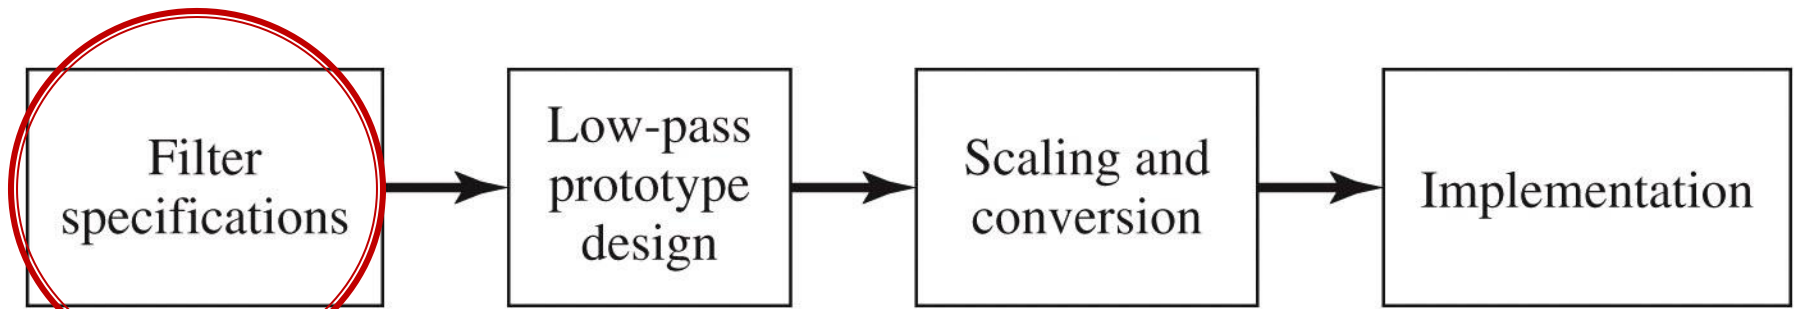 Filter
specifications
Low-pass
prototype
design
Scaling and
conversion
Implementation